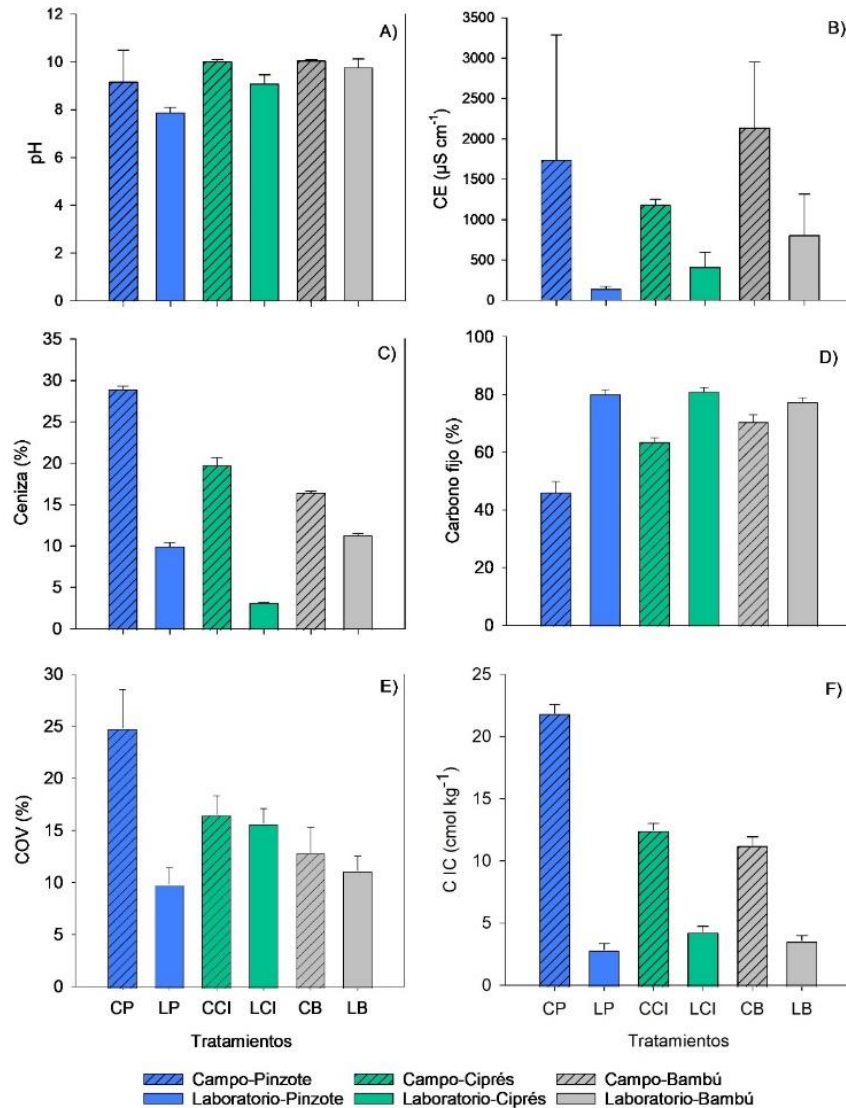 A)
12
10
8
6
4
2
0
pH
B)
3500
3000
2500
2000
1500
1000
500
0
CE (µS cm⁻¹)
C)
35
30
25
20
15
10
5
0
Ceniza (%)
D)
100
80
60
40
20
0
Carbono fijo (%)
E)
30
25
20
15
10
5
0
COV (%)
CP LP CCI LCI CB LB
Tratamientos
F)
25
20
15
10
5
0
C IC (cmol kg⁻¹)
CP LP CCI LCI CB LB
Tratamientos
Campo-Pinzote Campo-Ciprés Campo-Bambú
Laboratorio-Pinzote Laboratorio-Ciprés Laboratorio-Bambú